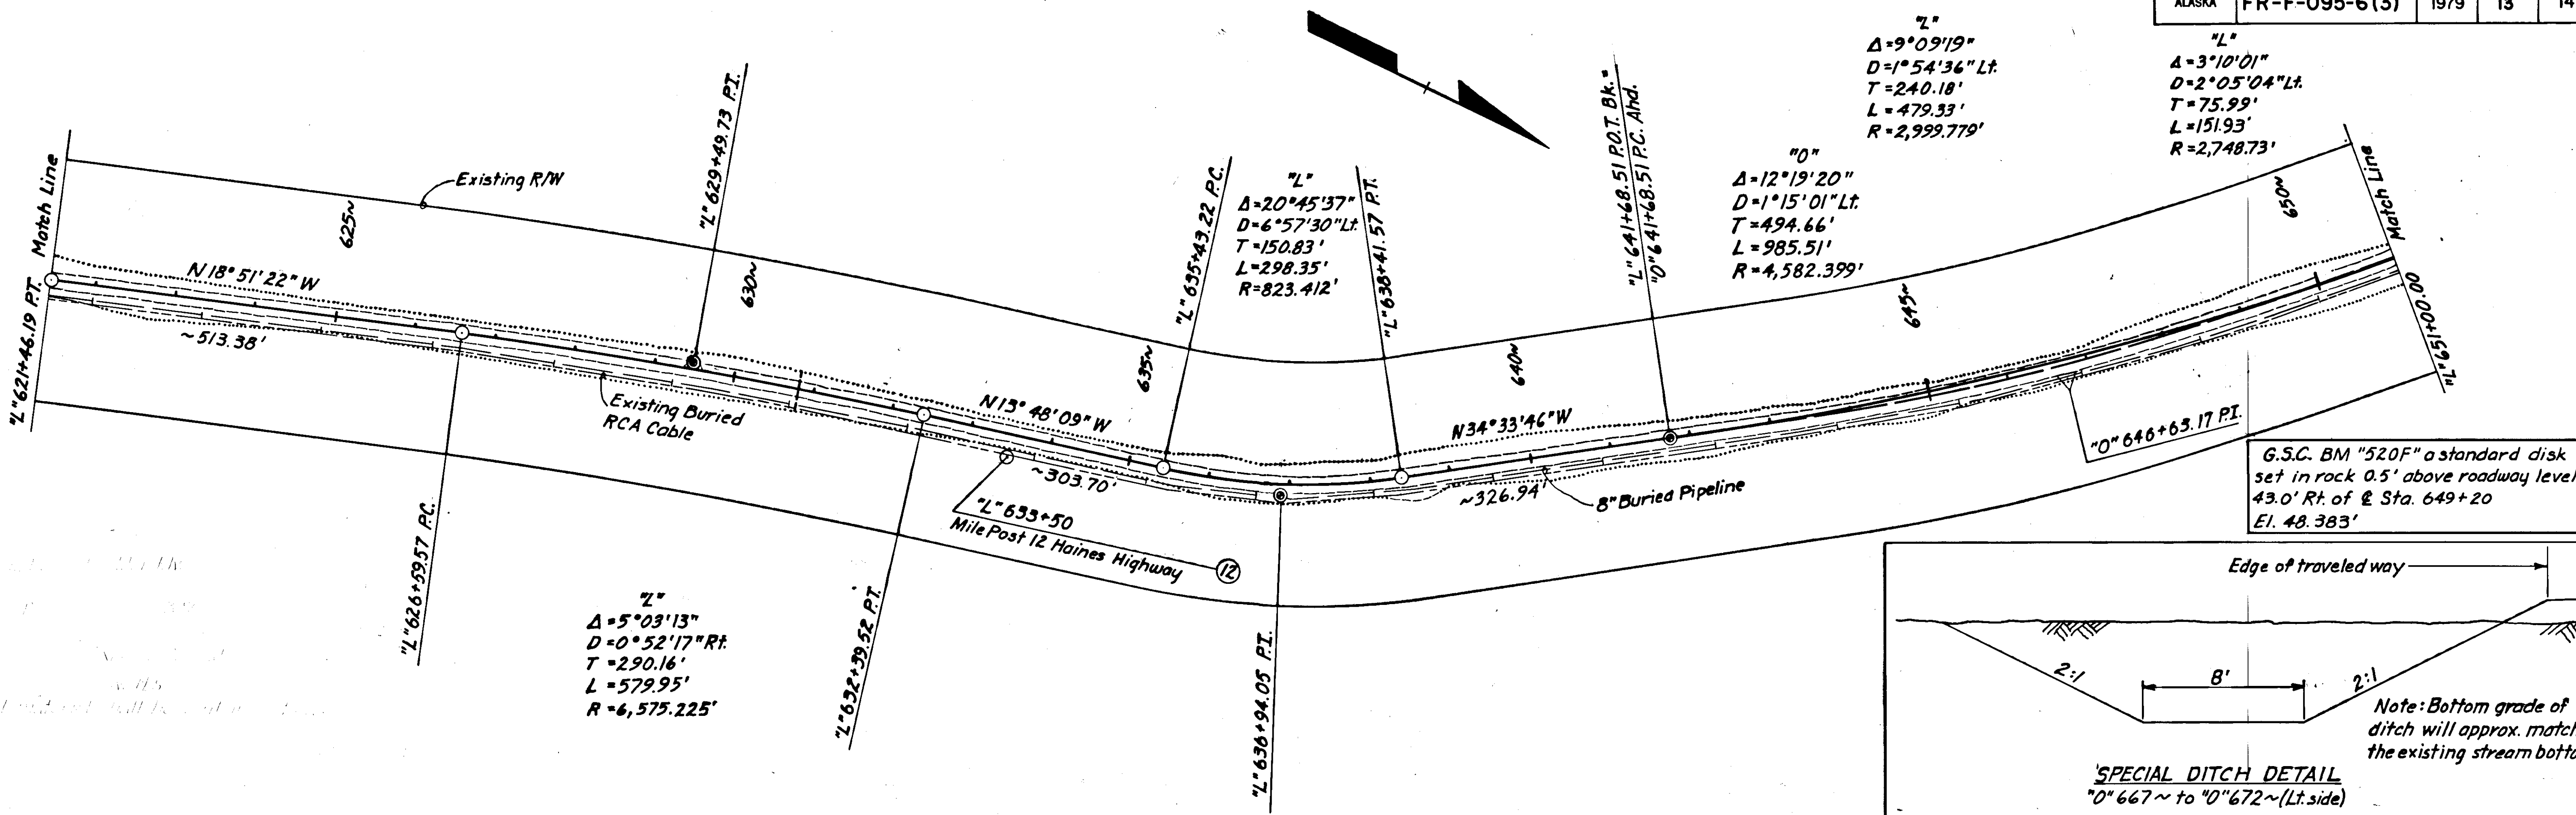 ALASKA FR-F-095-6(3) 1979 13 14
"L"
Δ=9°09'19"
D=1°54'36" Lt.
T=240.18'
L=479.33'
R=2,999.779'
"L"
Δ=3°10'01"
D=2°05'04" Lt.
T=75.99'
L=151.93'
R=2,748.73'
"O"
Δ=12°19'20"
D=1°15'01" Lt.
T=494.66'
L=985.51'
R=4,582.399'
"L"
Δ=20°45'37"
D=6°57'30" Lt.
T=150.83'
L=298.35'
R=823.412'
"L" 621+46.19 P.T.
Match Line
Existing R/W
625~
"L" 629+49.73 P.I.
630~
635~
"L" 635+43.22 P.C.
"L" 638+41.57 P.T.
640~
"L" 641+68.51 P.O.T. Bk.=
"O" 641+68.51 P.C. Ahd.
645~
650~
Match Line
"L" 651+00.00
N 18° 51' 22" W
~513.38'
Existing Buried
RCA Cable
N 13° 48' 09" W
~303.70'
N 34° 33' 46" W
~326.94'
8" Buried Pipeline
"O" 646+63.17 P.I.
"L" 633+50
Mile Post 12 Haines Highway
12
"L" 626+59.57 P.C.
"L" 632+39.52 P.T.
"L" 636+94.05 P.I.
"L"
Δ=5°03'13"
D=0°52'17" Rt.
T=290.16'
L=579.95'
R=6,575.225'
G.S.C. BM "520F" a standard disk
set in rock 0.5' above roadway level
43.0' Rt. of ℄ Sta. 649+20
El. 48.383'
Edge of traveled way
2:1
8'
2:1
Note: Bottom grade of
ditch will approx. match
the existing stream
SPECIAL DITCH DETAIL
"O" 667~ to "O" 672~ (Lt. side)